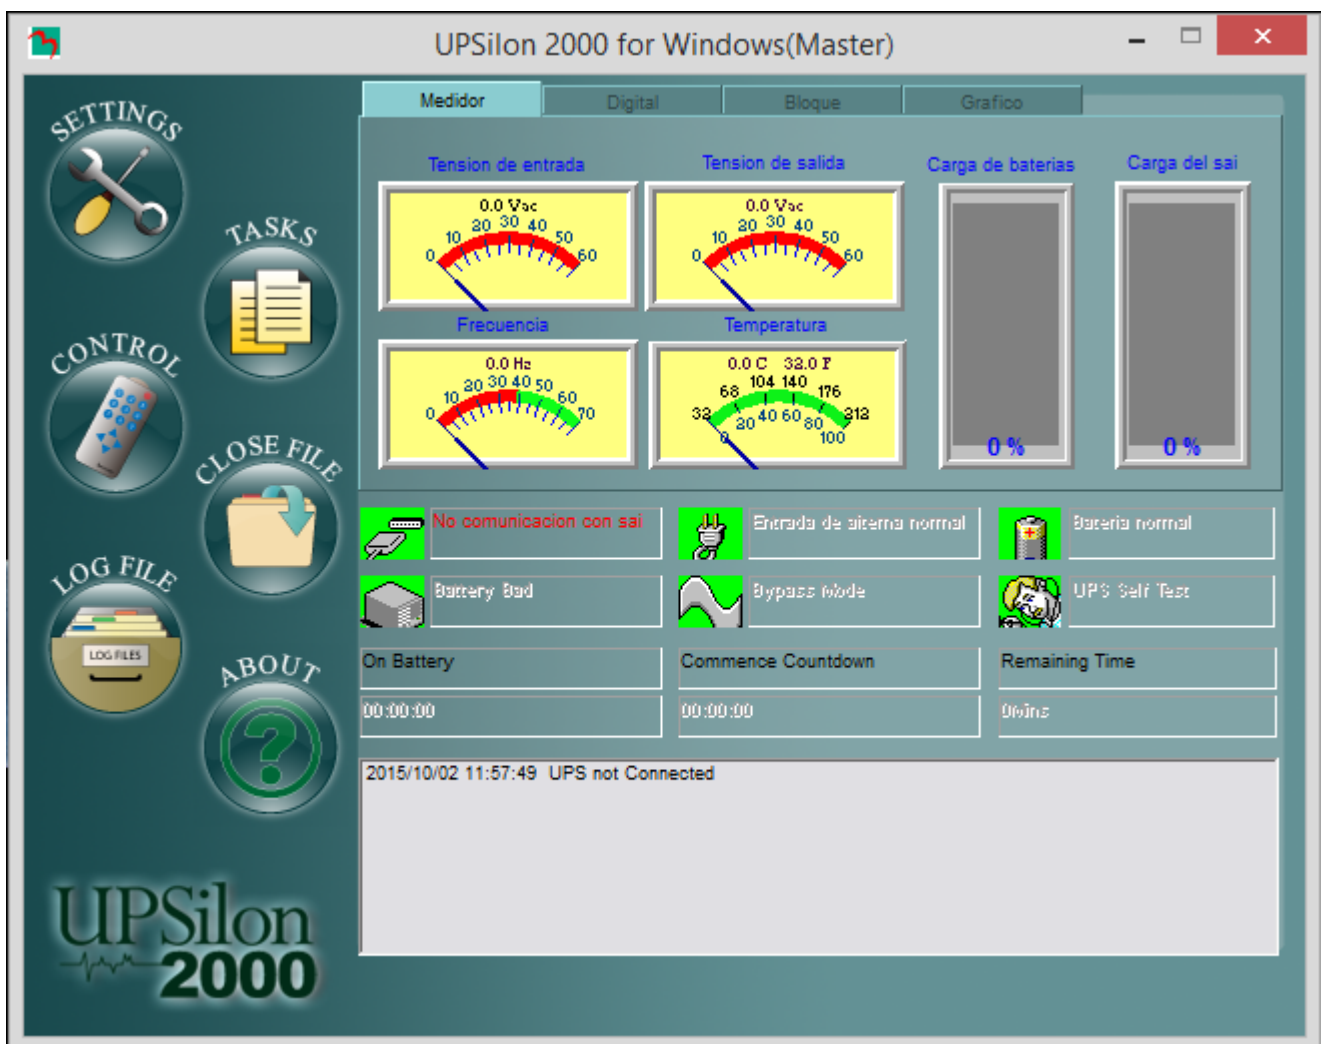 UPSilon 2000 for Windows(Master)
SETTINGS
TASKS
CONTROL
CLOSE FILE
LOG FILE
LOG FILES
ABOUT
UPSilon
2000
Medidor Digital Bloque Grafico
Tension de entrada Tension de salida Carga de baterias Carga del sai
0.0 Vac
0 10 20 30 40 50 60
0.0 Vac
0 10 20 30 40 50 60
Frecuencia Temperatura
0.0 Hz
0 10 20 30 40 50 60 70
0.0 C 32.0 F
32 68 104 140 176 212
0 20 40 60 80 100
0 % 0 %
No comunicacion con sai Entrada de alterna normal Bateria normal
Battery Bad Bypass Mode UPS Self Test
On Battery Commence Countdown Remaining Time
00:00:00 00:00:00 0Mins
2015/10/02 11:57:49 UPS not Connected